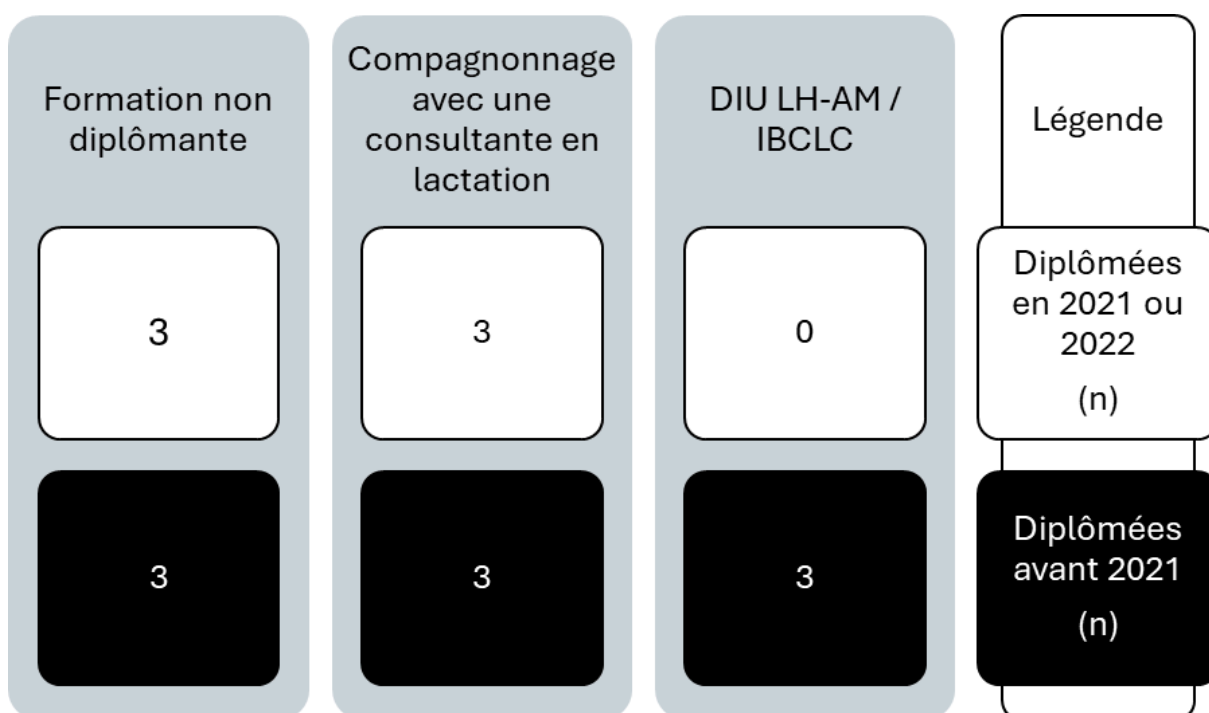 Formation non
diplômante
3
3
Compagnonnage
avec une
consultante en
lactation
3
3
DIU LH-AM /
IBCLC
0
3
Légende
Diplômées
en 2021 ou
2022
(n)
Diplômées
avant 2021
(n)